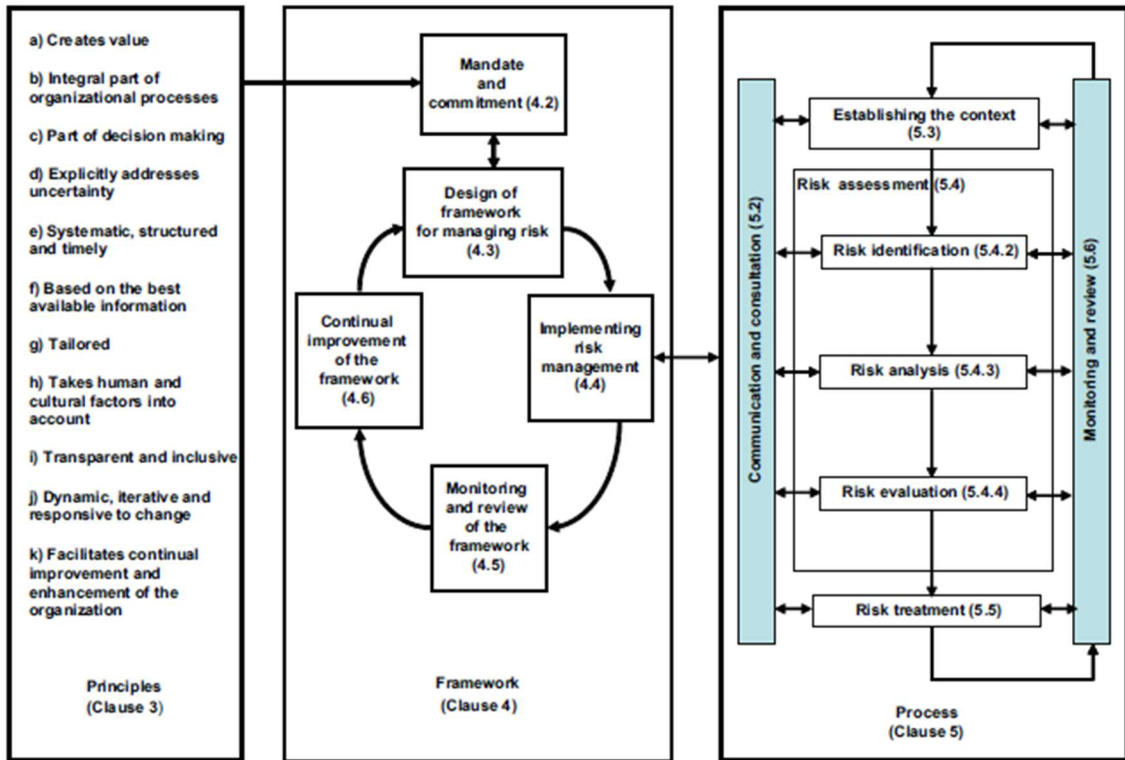 a) Creates value
b) Integral part of
organizational processes
c) Part of decision making
d) Explicitly addresses
uncertainty
e) Systematic, structured
and timely
f) Based on the best
available information
g) Tailored
h) Takes human and
cultural factors into
account
i) Transparent and inclusive
j) Dynamic, iterative and
responsive to change
k) Facilitates continual
improvement and
enhancement of the
organization
Principles
(Clause 3)
Mandate
and
commitment (4.2)
Design of
framework
for managing risk
(4.3)
Implementing
risk
management
(4.4)
Monitoring
and review
of the
framework
(4.5)
Continual
improvement
of the
framework
(4.6)
Framework
(Clause 4)
Communication and consultation (5.2)
Establishing the context
(5.3)
Risk assessment (5.4)
Risk identification (5.4.2)
Risk analysis (5.4.3)
Risk evaluation (5.4.4)
Risk treatment (5.5)
Monitoring and review (5.6)
Process
(Clause 5)